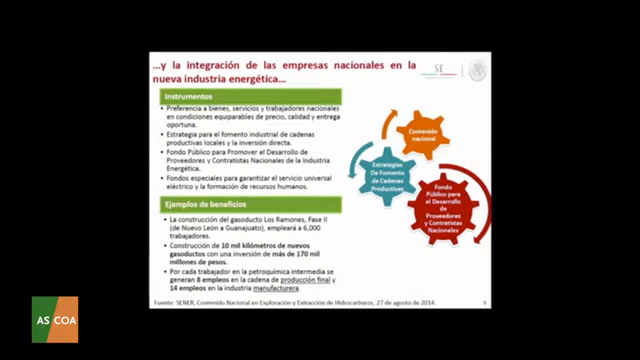 ...y la integración de las empresas nacionales en la
nueva industria energética...
SE
Instrumentos
• Preferencia a bienes, servicios y trabajadores nacionales
en condiciones equiparables de precio, calidad y entrega
oportuna.
• Estrategia para el fomento industrial de cadenas
productivas locales y la inversión directa.
• Fondo Público para Promover el Desarrollo de
Proveedores y Contratistas Nacionales de la Industria
Energética.
• Fondos especiales para garantizar el servicio universal
eléctrico y la formación de recursos humanos.
Ejemplos de beneficios
• La construcción del gasoducto Los Ramones, Fase II
(de Nuevo León a Guanajuato), empleará a 6,000
trabajadores.
• Construcción de 10 mil kilómetros de nuevos
gasoductos con una inversión de más de 170 mil
millones de pesos.
• Por cada trabajador en la petroquímica intermedia se
generan 8 empleos en la cadena de producción final y
14 empleos en la industria manufacturera.
Contenido
nacional
Estrategias
De Fomento
de Cadenas
Productivas
Fondo
Público para
el Desarrollo
de
Proveedores
y Contratistas
Nacionales
Fuente: SENER, Contenido Nacional en Exploración y Extracción de Hidrocarburos, 27 de agosto de 2014.
AS COA